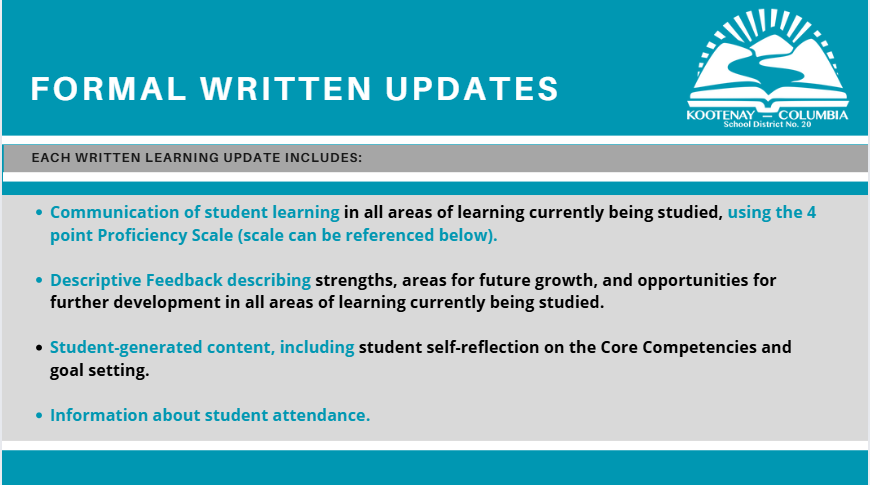 FORMAL WRITTEN UPDATES
KOOTENAY — COLUMBIA
School District No. 20
EACH WRITTEN LEARNING UPDATE INCLUDES:
• Communication of student learning in all areas of learning currently being studied, using the 4
point Proficiency Scale (scale can be referenced below).
• Descriptive Feedback describing strengths, areas for future growth, and opportunities for
further development in all areas of learning currently being studied.
• Student-generated content, including student self-reflection on the Core Competencies and
goal setting.
• Information about student attendance.